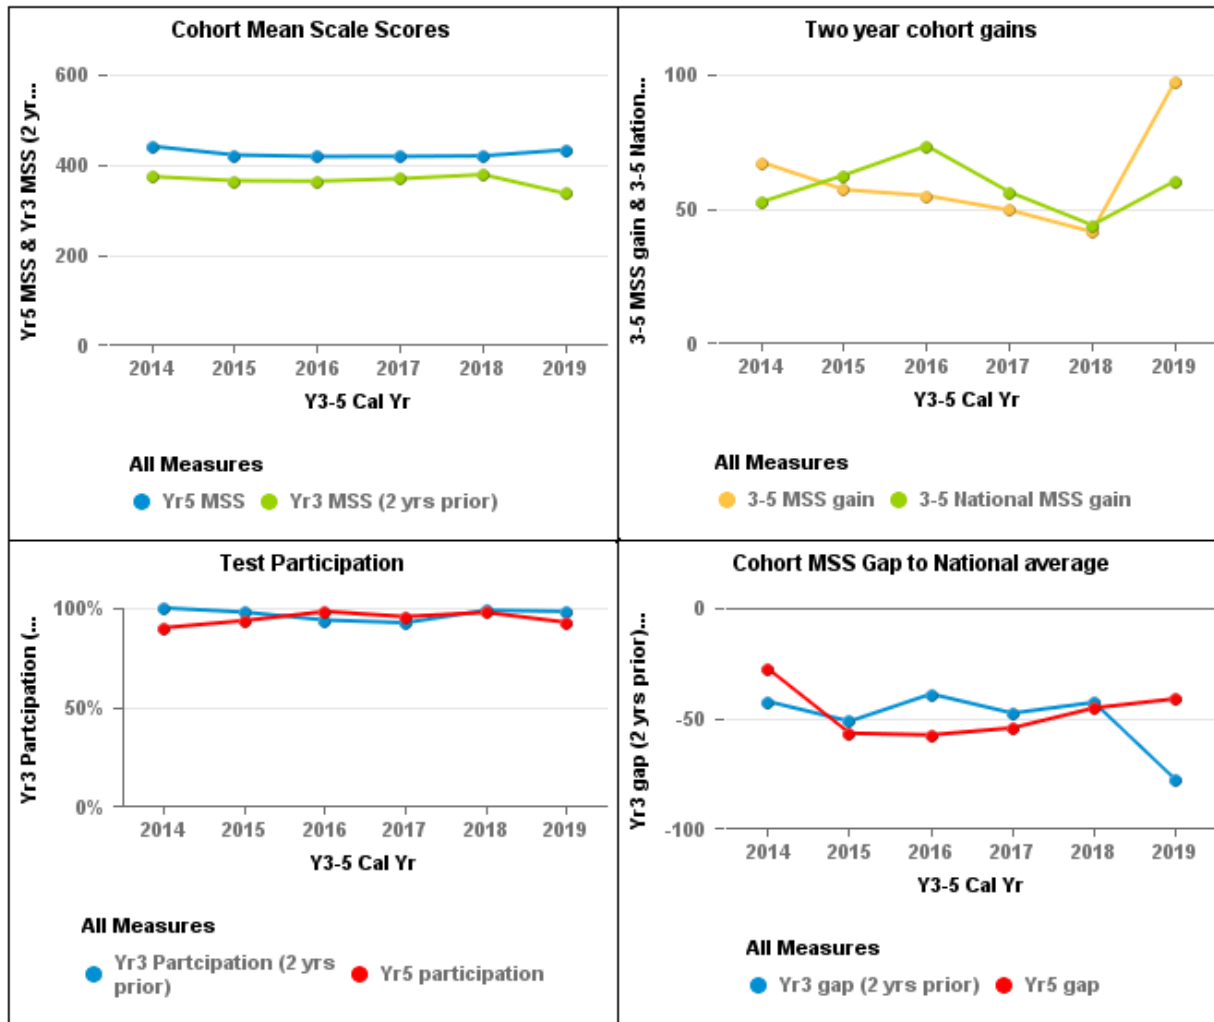 Cohort Mean Scale Scores
Yr5 MSS & Yr3 MSS (2 yr...
600
400
200
0
2014 2015 2016 2017 2018 2019
Y3-5 Cal Yr
All Measures
Yr5 MSS Yr3 MSS (2 yrs prior)
Two year cohort gains
3-5 MSS gain & 3-5 Nation...
100
50
0
2014 2015 2016 2017 2018 2019
Y3-5 Cal Yr
All Measures
3-5 MSS gain 3-5 National MSS gain
Test Participation
Yr3 Partcipation (...
100%
50%
0%
2014 2015 2016 2017 2018 2019
Y3-5 Cal Yr
All Measures
Yr3 Partcipation (2 yrs
prior)
Yr5 participation
Cohort MSS Gap to National average
Yr3 gap (2 yrs prior)...
0
-50
-100
2014 2015 2016 2017 2018 2019
Y3-5 Cal Yr
All Measures
Yr3 gap (2 yrs prior) Yr5 gap